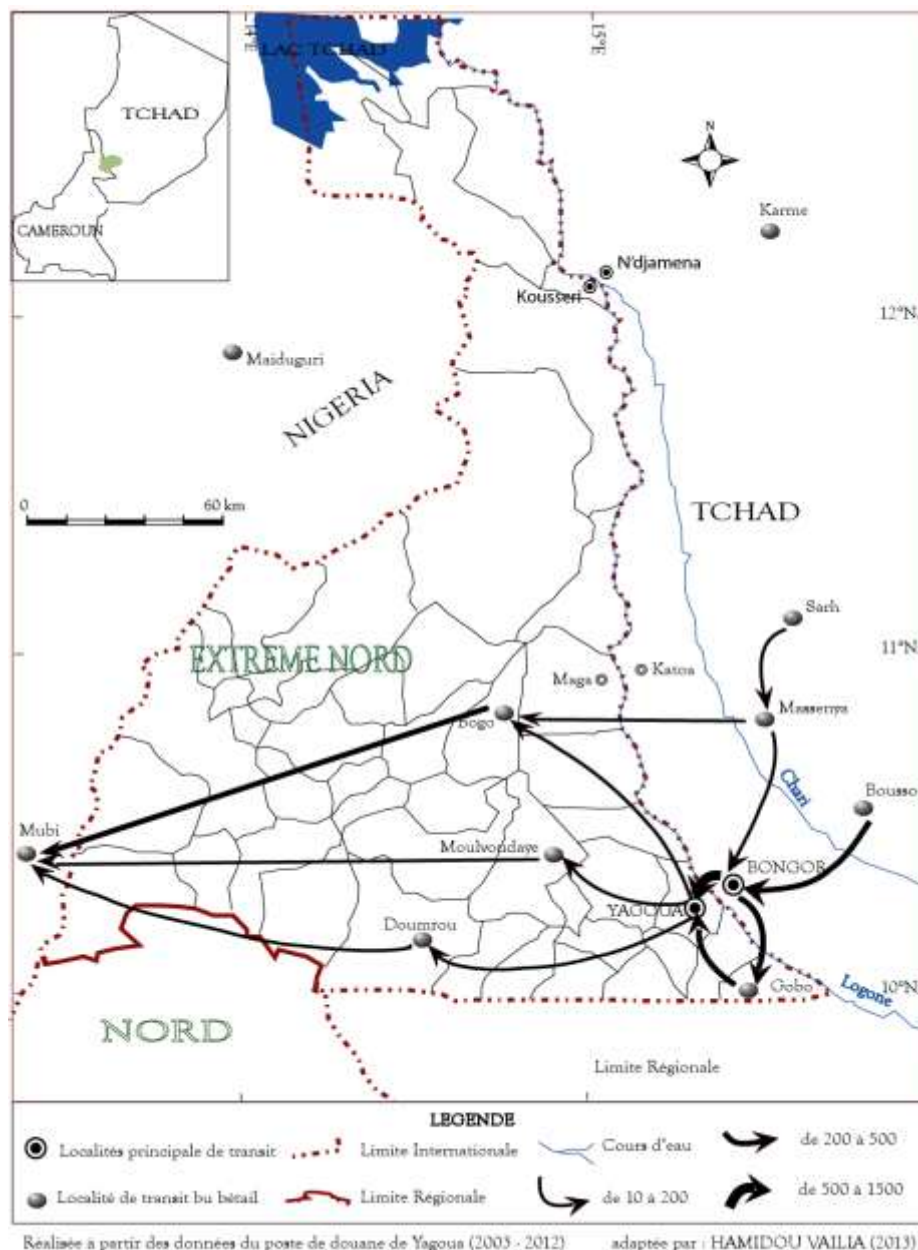 LAC TCHAD
14°E
15°E
TCHAD
CAMEROUN
N
Karme
N'djamena
Kousseri
12°N
Maiduguri
NIGERIA
0 60 km
TCHAD
Sarh
11°N
EXTREME NORD
Maga
Katoa
Bogo
Massenya
Chari
Bousso
Mubi
Moulvoudaye
BONGOR
YAGOUA
Doumrou
Gobo
10°N
Logone
NORD
Limite Régionale
LEGENDE
Localités principale de transit
Limite Internationale
Cours d'eau
de 200 à 500
Localité de transit bu bétail
Limite Régionale
de 10 à 200
de 500 à 1500
Réalisée à partir des données du poste de douane de Yagoua (2003 - 2012) adaptée par : HAMIDOU VAILIA (2013)